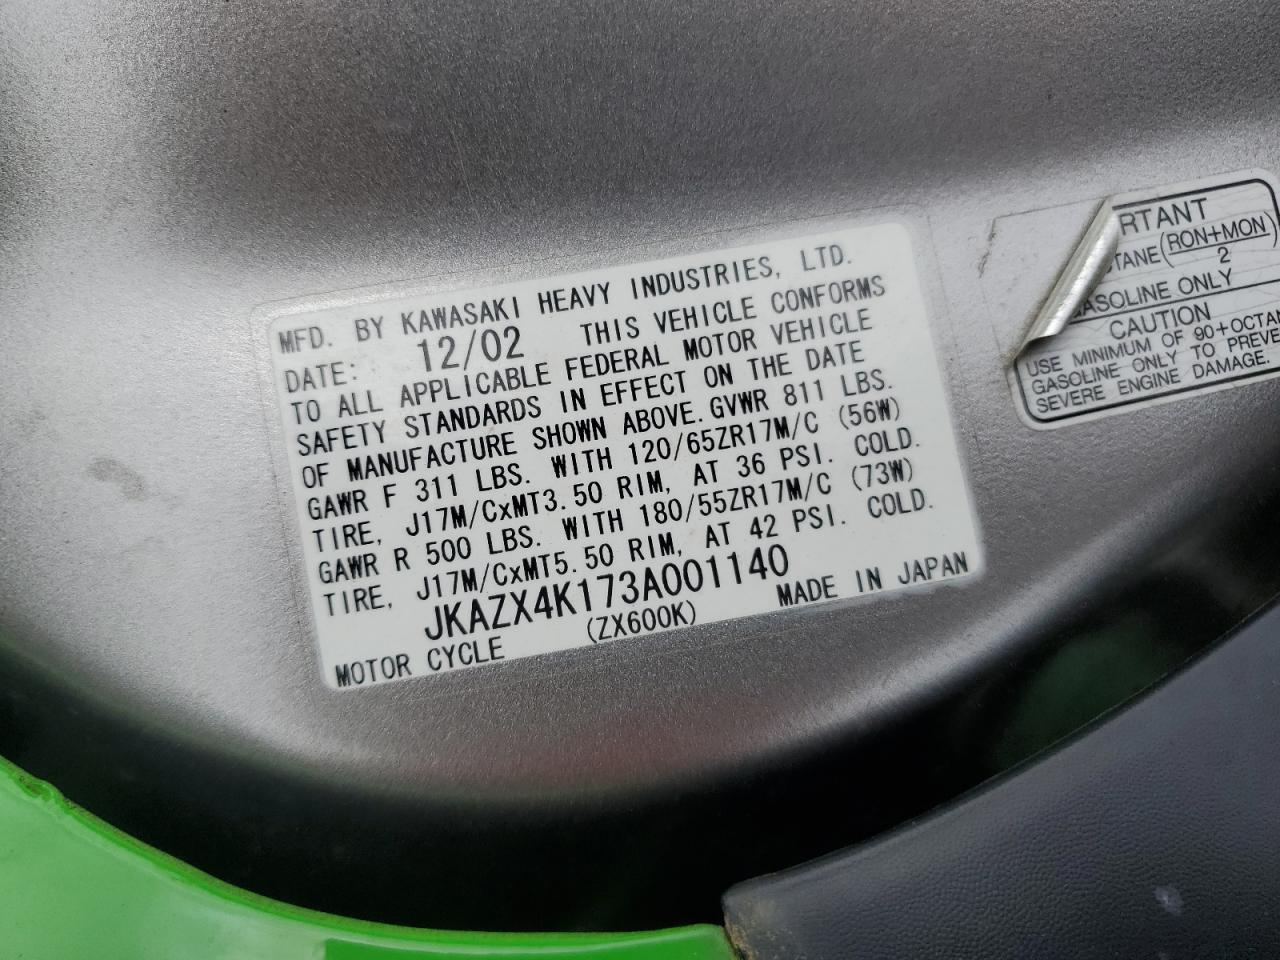 MFD. BY KAWASAKI HEAVY INDUSTRIES, LTD.
DATE: 12/02 THIS VEHICLE CONFORMS
TO ALL APPLICABLE FEDERAL MOTOR VEHICLE
SAFETY STANDARDS IN EFFECT ON THE DATE
OF MANUFACTURE SHOWN ABOVE. GVWR 811 LBS.
GAWR F 311 LBS. WITH 120/65ZR17M/C (56W)
TIRE, J17M/CxMT3.50 RIM, AT 36 PSI. COLD.
GAWR R 500 LBS. WITH 180/55ZR17M/C (73W)
TIRE, J17M/CxMT5.50 RIM, AT 42 PSI. COLD.
JKAZX4K173A001140
MOTOR CYCLE (ZX600K) MADE IN JAPAN
RTANT
TANE (RON+MON)
2
ASOLINE ONLY
CAUTION
USE MINIMUM OF 90+OCTAN
GASOLINE ONLY TO PREVE
SEVERE ENGINE DAMAGE.